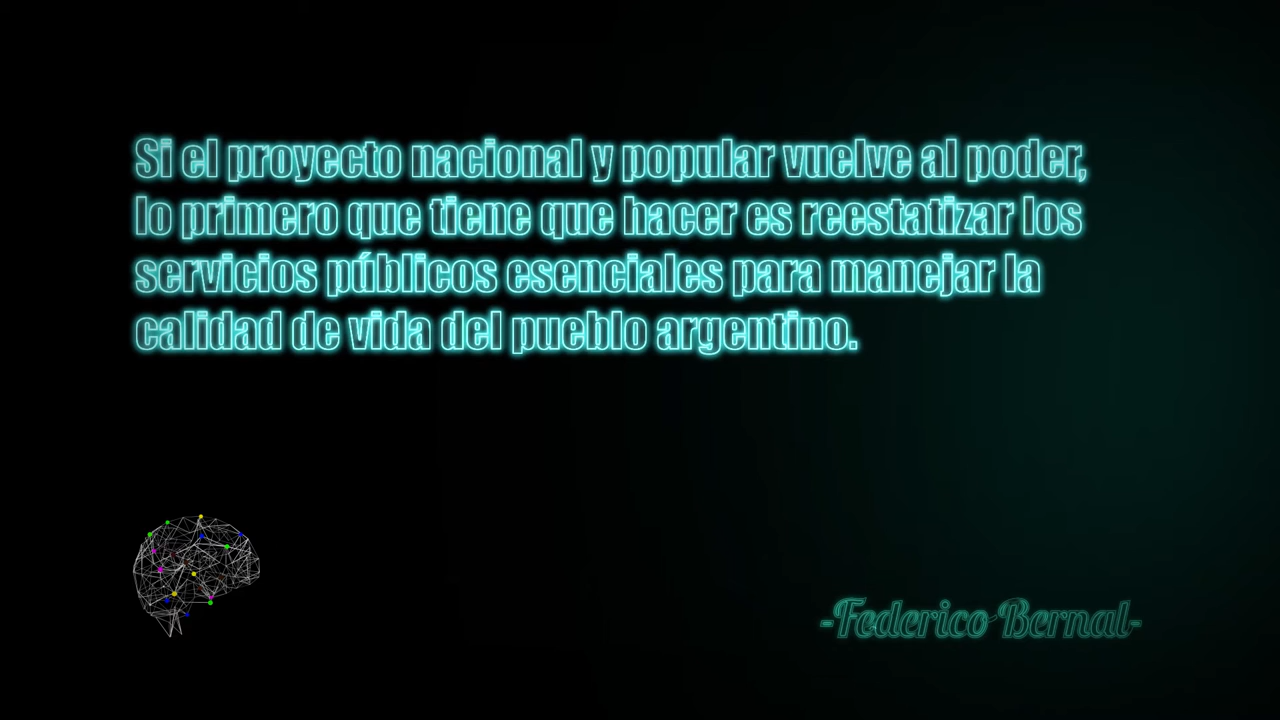 Si el proyecto nacional y popular vuelve al poder,
lo primero que tiene que hacer es reestatizar los
servicios públicos esenciales para manejar la
calidad de vida del pueblo argentino.
-Federico Bernal-